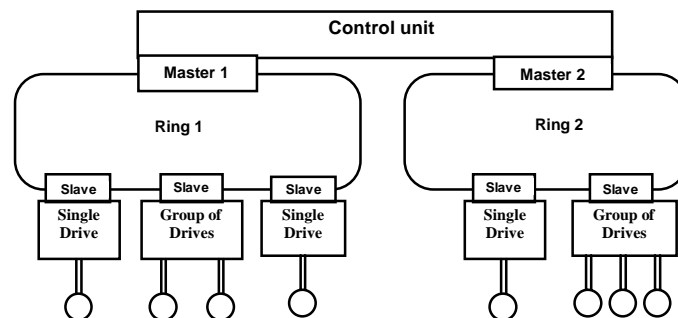 Control unit
Master 1
Master 2
Ring 1
Ring 2
Slave
Slave
Slave
Slave
Slave
Single
Drive
Group of
Drives
Single
Drive
Single
Drive
Group of
Drives